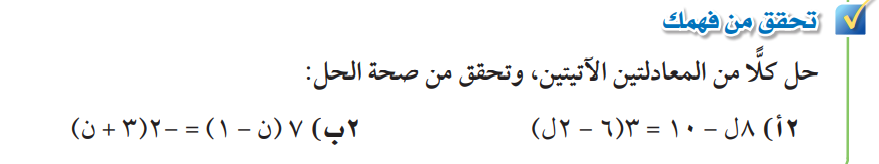 تحقق من فهمك
حل كلًّا من المعادلتين الآتيتين، وتحقق من صحة الحل:
٢أ) ٨ل – ١٠ = ٣(٦ – ٢ل) ٢ب) ٧ (ن – ١) = –٢(٣ + ن)